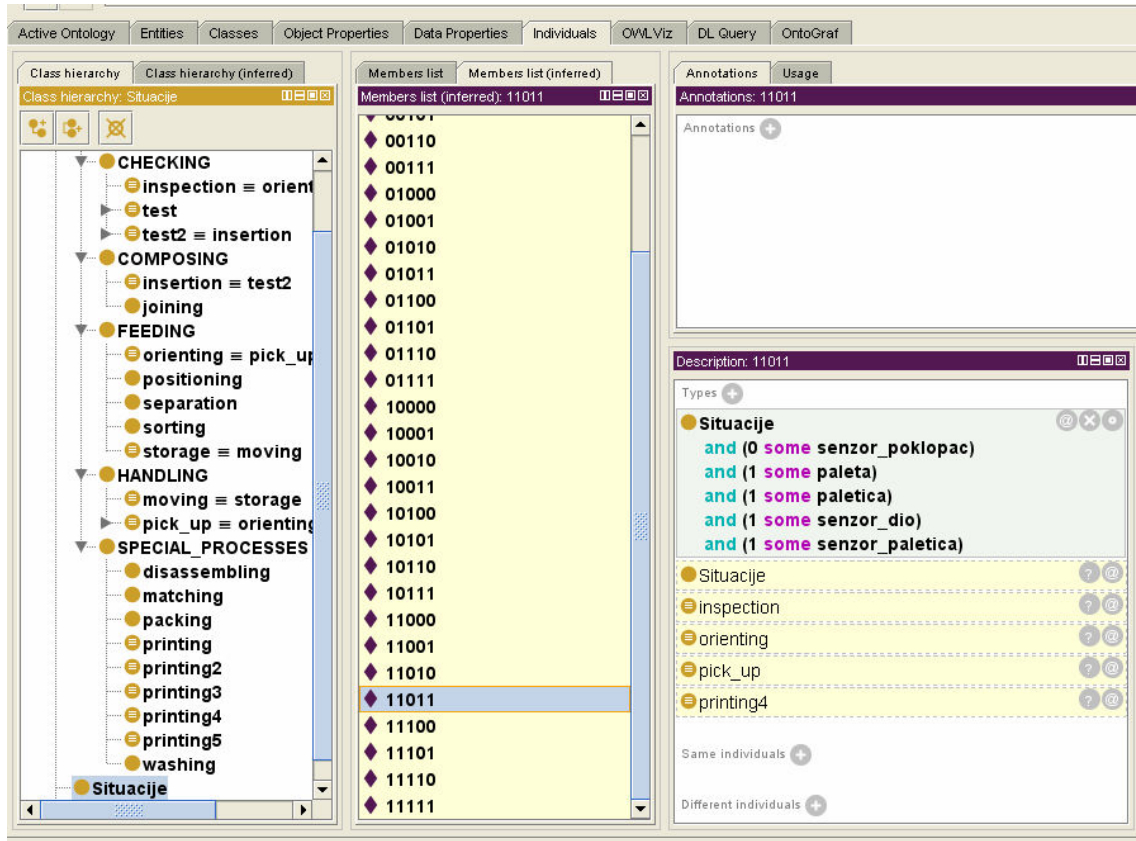 Active Ontology Entities Classes Object Properties Data Properties Individuals OWLViz DL Query OntoGraf
Class hierarchy Class hierarchy (inferred)
Class hierarchy: Situacije
CHECKING
inspection ≡ orient
test
test2 ≡ insertion
COMPOSING
insertion ≡ test2
joining
FEEDING
orienting ≡ pick_up
positioning
separation
sorting
storage ≡ moving
HANDLING
moving ≡ storage
pick_up ≡ orienting
SPECIAL_PROCESSES
disassembling
matching
packing
printing
printing2
printing3
printing4
printing5
washing
Situacije
Members list Members list (inferred)
Members list (inferred): 11011
00101
00110
00111
01000
01001
01010
01011
01100
01101
01110
01111
10000
10001
10010
10011
10100
10101
10110
10111
11000
11001
11010
11011
11100
11101
11110
11111
Annotations Usage
Annotations: 11011
Annotations
Description: 11011
Types
Situacije
and (0 some senzor_poklopac)
and (1 some paleta)
and (1 some paletica)
and (1 some senzor_dio)
and (1 some senzor_paletica)
Situacije
inspection
orienting
pick_up
printing4
Same individuals
Different individuals